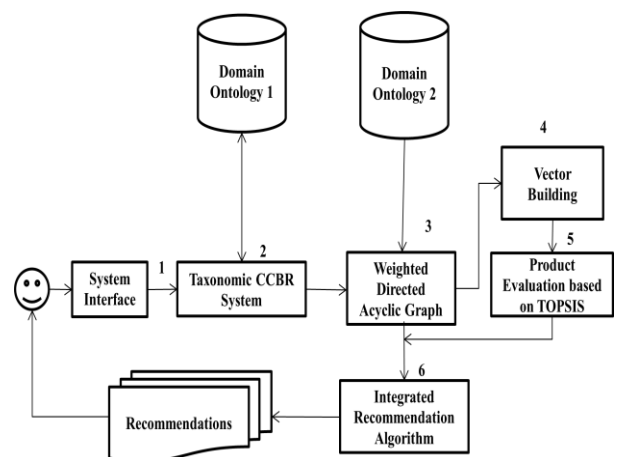 Domain
Ontology 1
Domain
Ontology 2
4
Vector
Building
3
5
1
2
System
Interface
Taxonomic CCBR
System
Weighted
Directed
Acyclic Graph
Product
Evaluation based
on TOPSIS
6
Recommendations
Integrated
Recommendation
Algorithm